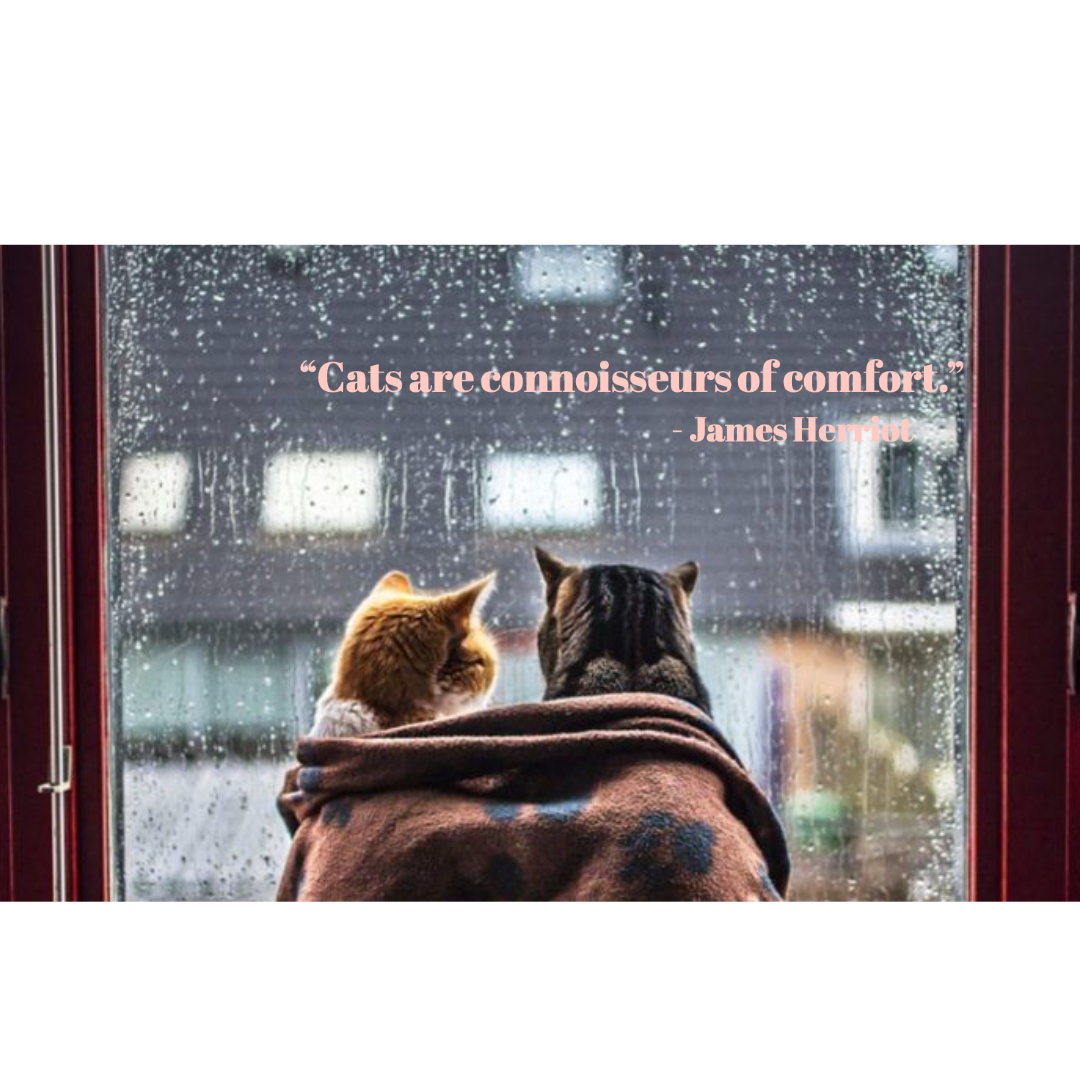 “Cats are connoisseurs of comfort.”
- James Herriot